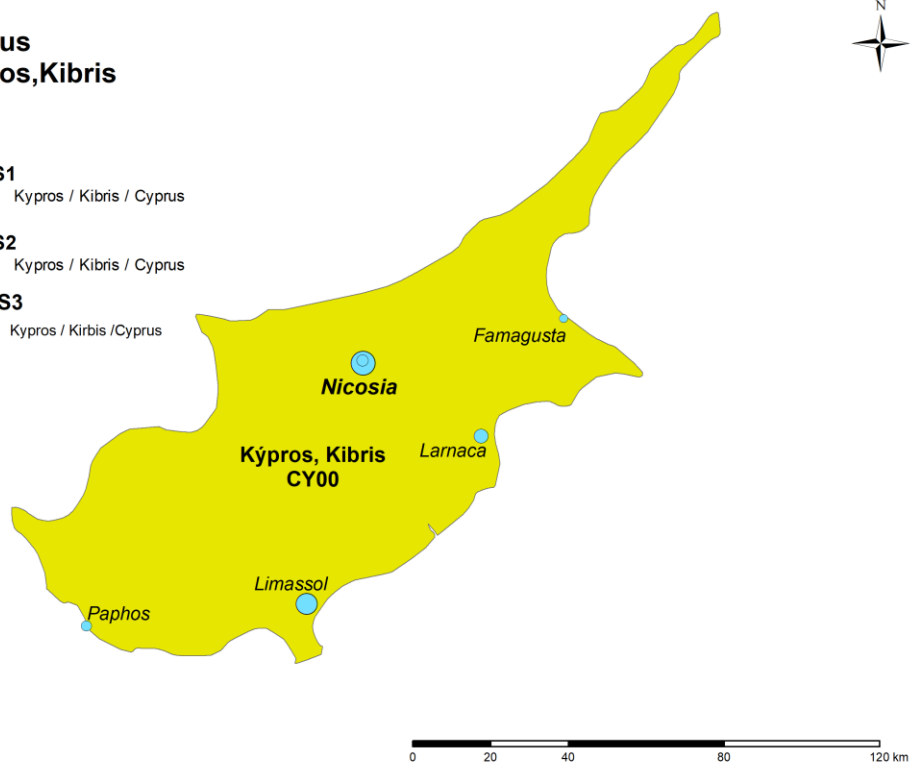 N
us
os,Kibris
S1
Kypros / Kibris / Cyprus
S2
Kypros / Kibris / Cyprus
S3
Kypros / Kirbis /Cyprus
Famagusta
Nicosia
Larnaca
Kýpros, Kibris
CY00
Limassol
Paphos
0 20 40 80 120 km